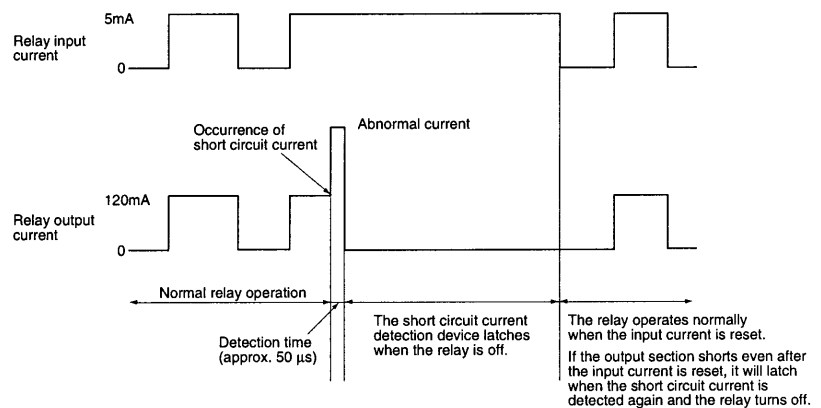 5mA
Relay input
current
0
Occurrence of
short circuit current
Abnormal current
120mA
Relay output
current
0
Normal relay operation
Detection time
(approx. 50 μs)
The short circuit current
detection device latches
when the relay is off.
The relay operates normally
when the input current is reset.
If the output section shorts even after
the input current is reset, it will latch
when the short circuit current is
detected again and the relay turns off.